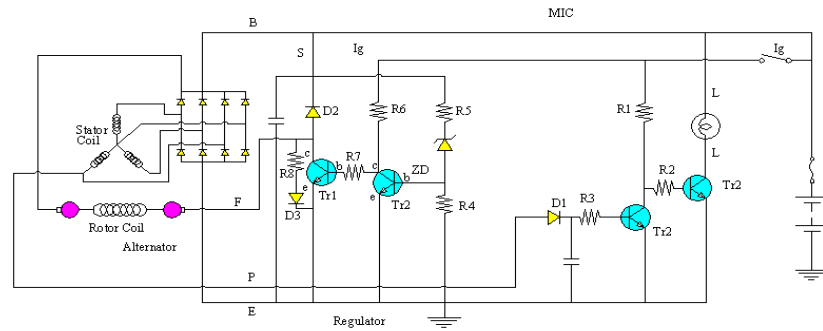 B
MIC
S
Ig
Ig
L
D2
R6
R5
R1
Stator
Coil
L
R7
c
R8
b
c
ZD
b
R2
e
Tr1
e
Tr2
Tr2
D3
R4
D1
R3
F
Tr2
Rotor Coil
Alternator
P
E
Regulator